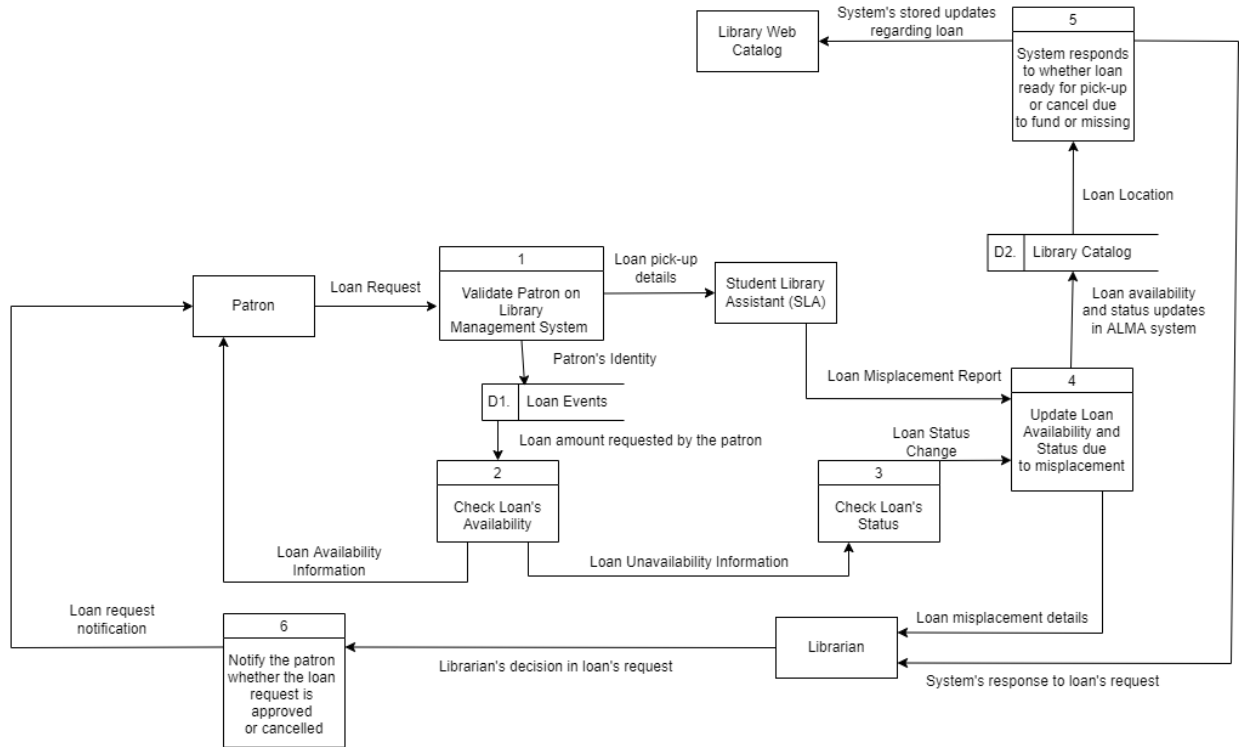 System's stored updates
regarding loan
Library Web
Catalog
5
System responds
to whether loan
ready for pick-up
or cancel due
to fund or missing
Loan Location
D2.
Library Catalog
Loan availability
and status updates
in ALMA system
Patron
Loan Request
1
Validate Patron on
Library
Management System
Loan pick-up
details
Student Library
Assistant (SLA)
Patron's Identity
D1.
Loan Events
Loan amount requested by the patron
2
Check Loan's
Availability
Loan Misplacement Report
4
Update Loan
Availability and
Status due
to misplacement
Loan Status
Change
3
Check Loan's
Status
Loan Availability
Information
Loan Unavailability Information
Loan request
notification
6
Notify the patron
whether the loan
request is
approved
or cancelled
Librarian's decision in loan's request
Librarian
Loan misplacement details
System's response to loan's request